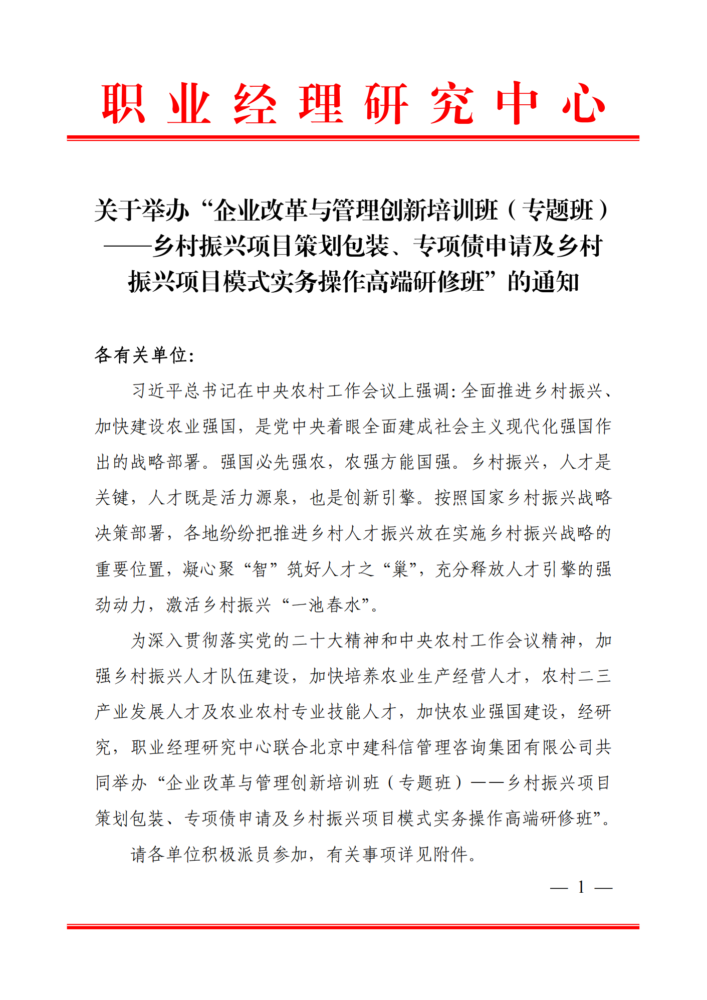 职业经理研究中心
关于举办“企业改革与管理创新培训班（专题班）
——乡村振兴项目策划包装、专项债申请及乡村
振兴项目模式实务操作高端研修班”的通知
各有关单位：
习近平总书记在中央农村工作会议上强调：全面推进乡村振兴、
加快建设农业强国，是党中央着眼全面建成社会主义现代化强国作
出的战略部署。强国必先强农，农强方能国强。乡村振兴，人才是
关键，人才既是活力源泉，也是创新引擎。按照国家乡村振兴战略
决策部署，各地纷纷把推进乡村人才振兴放在实施乡村振兴战略的
重要位置，凝心聚“智”筑好人才之“巢”，充分释放人才引擎的强
劲动力，激活乡村振兴“一池春水”。
为深入贯彻落实党的二十大精神和中央农村工作会议精神，加
强乡村振兴人才队伍建设，加快培养农业生产经营人才，农村二三
产业发展人才及农业农村专业技能人才，加快农业强国建设，经研
究，职业经理研究中心联合北京中建科信管理咨询集团有限公司共
同举办“企业改革与管理创新培训班（专题班）——乡村振兴项目
策划包装、专项债申请及乡村振兴项目模式实务操作高端研修班”。
请各单位积极派员参加，有关事项详见附件。
— 1 —